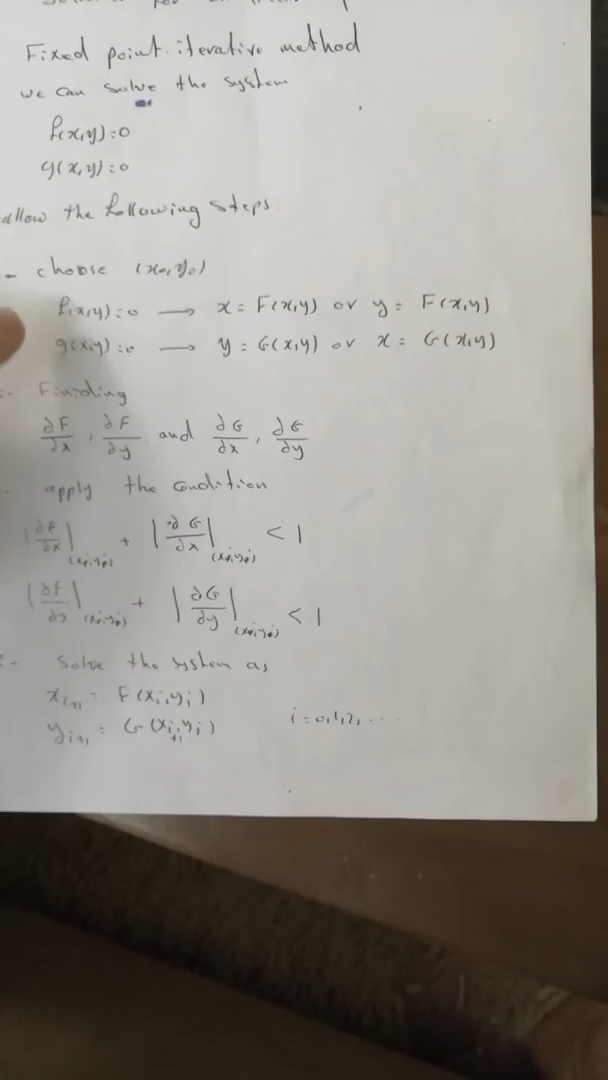 Fixed point iterative method
we can solve the system
f(x,y)=0
g(x,y)=0
allow the following steps
- choose (x₀,y₀)
f(x,y)=0 → x = F(x,y) or y = F(x,y)
g(x,y)=0 → y = G(x,y) or x = G(x,y)
- Finiding
∂F/∂x , ∂F/∂y and ∂G/∂x , ∂G/∂y
- apply the condition
|∂F/∂x|(x₀,y₀) + |∂G/∂x|(x₀,y₀) < 1
|∂F/∂y|(x₀,y₀) + |∂G/∂y|(x₀,y₀) < 1
- Solve the system as
xᵢ₊₁ = F(xᵢ,yᵢ)
yᵢ₊₁ = G(xᵢ₊₁,yᵢ) i = 0,1,2, ...